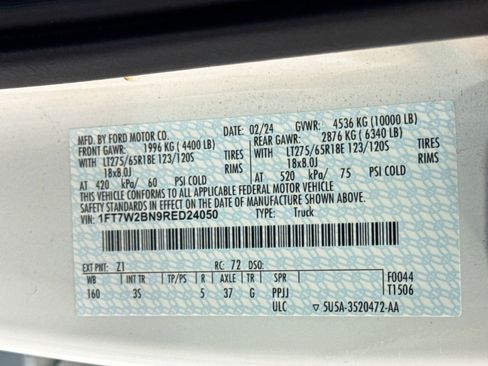 MFD. BY FORD MOTOR CO.
DATE: 02/24 GVWR: 4536 KG (10000 LB)
FRONT GAWR: 1996 KG ( 4400 LB) REAR GAWR: 2876 KG ( 6340 LB)
WITH LT275/65R18E 123/120S WITH LT275/65R18E 123/120S
18x8.0J 18x8.0J
AT 420 kPa/ 60 PSI COLD AT 520 kPa/ 75 PSI COLD
THIS VEHICLE CONFORMS TO ALL APPLICABLE FEDERAL MOTOR VEHICLE
SAFTY STANDARDS IN EFFECT ON THE DATE OF MANUFACTURE SHOWN ABOVE.
VIN: 1FT7W2BN9RED24050 TYPE: Truck
EXT PNT: Z1 RC: 72 DSO:
WB INT TR TP/PS R AXLE TR SPR F0044
160 3S 5 37 G PPJJ T1506
ULC 5U5A-3520472-AA